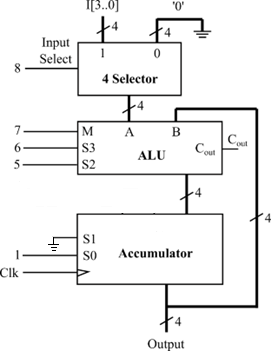 I[3..0] '0'
4 4
Input
Select
1 0
8
4 Selector
4
7 M A B
6 S3 Cout Cout
5 S2 ALU
4
4
S1
1 S0 Accumulator
Clk
4
Output